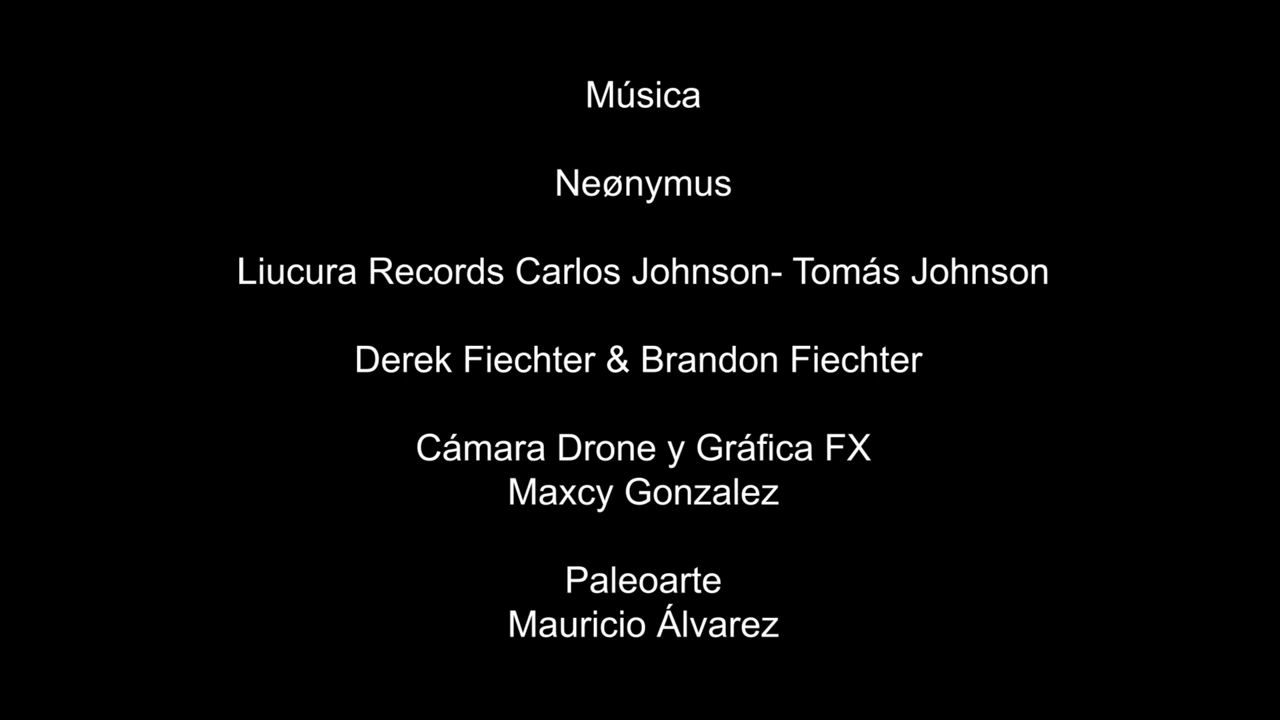 Música
Neønymus
Liucura Records Carlos Johnson- Tomás Johnson
Derek Fiechter & Brandon Fiechter
Cámara Drone y Gráfica FX
Maxcy Gonzalez
Paleoarte
Mauricio Álvarez